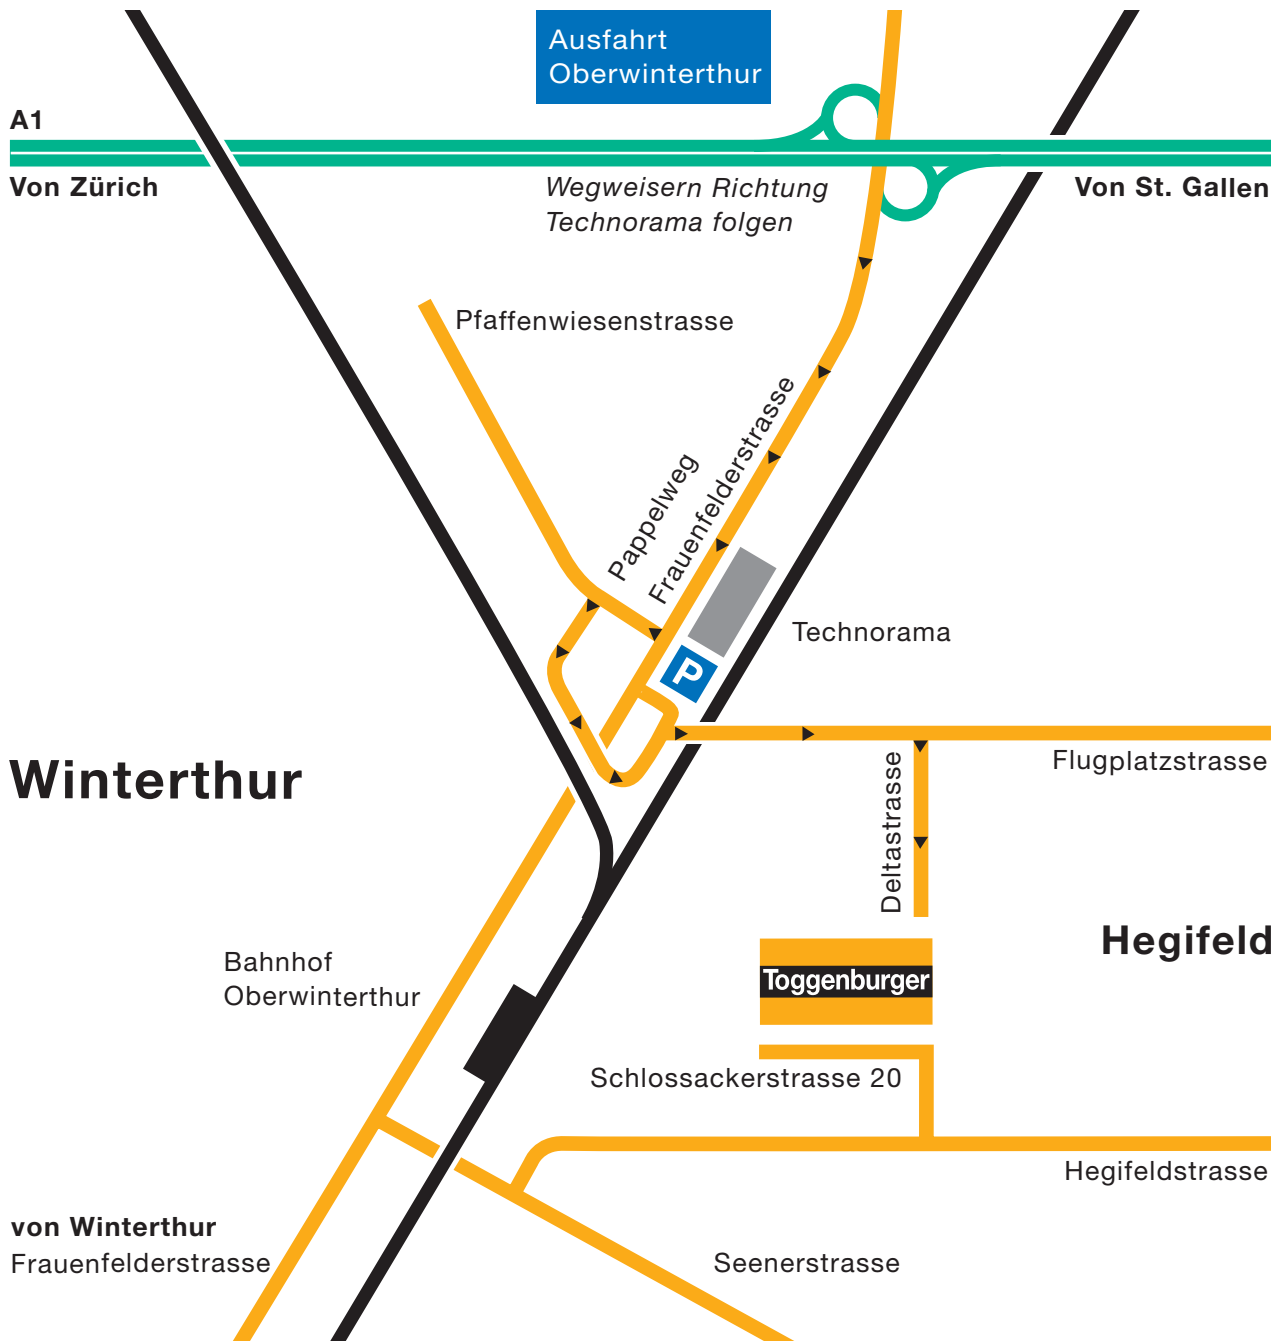 Ausfahrt
Oberwinterthur
A1
Von Zürich
Wegweisern Richtung
Technorama folgen
Von St. Gallen
Pfaffenwiesenstrasse
Pappelweg
Frauenfelderstrasse
Technorama
P
Winterthur
Flugplatzstrasse
Deltastrasse
Hegifeld
Bahnhof
Oberwinterthur
Toggenburger
Schlossackerstrasse 20
Hegifeldstrasse
von Winterthur
Frauenfelderstrasse
Seenerstrasse